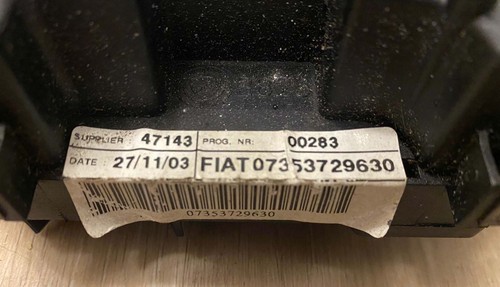 SUPPLIER: 47143 PROG. NR: 00283
DATE: 27/11/03 FIAT07353729630
07353729630